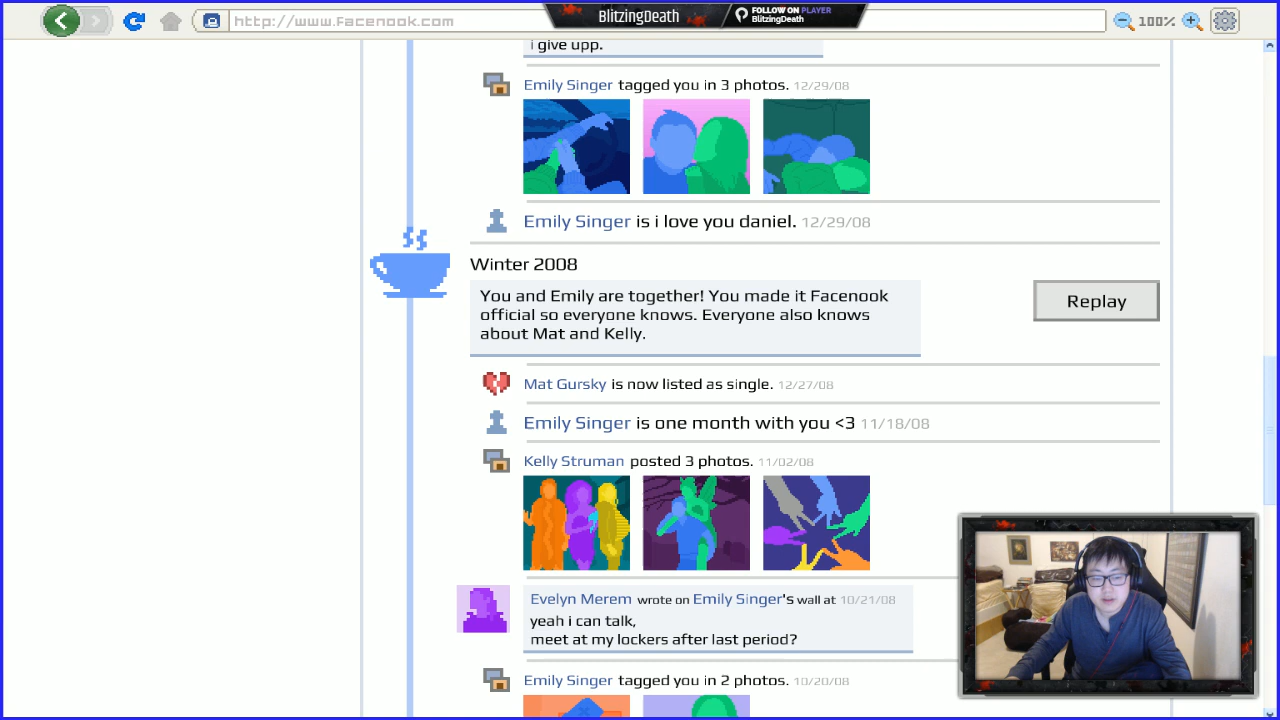 http://www.Facenook.com
BlitzingDeath
FOLLOW ON PLAYER
BlitzingDeath
100%
i give upp.
Emily Singer tagged you in 3 photos. 12/29/08
Emily Singer is i love you daniel. 12/29/08
Winter 2008
You and Emily are together! You made it Facenook
official so everyone knows. Everyone also knows
about Mat and Kelly.
Replay
Mat Gursky is now listed as single. 12/27/08
Emily Singer is one month with you <3 11/18/08
Kelly Struman posted 3 photos. 11/02/08
Evelyn Merem wrote on Emily Singer's wall at 10/21/08
yeah i can talk,
meet at my lockers after last period?
Emily Singer tagged you in 2 photos. 10/20/08